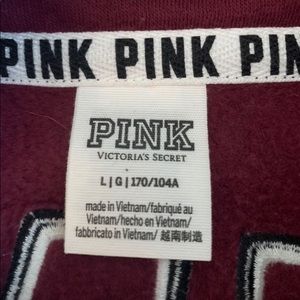 PINK PINK PIN
PINK
VICTORIA'S SECRET
L | G | 170/104A
made in Vietnam/fabriqué au
Vietnam/hecho en Vietnam/
fabbricato in Vietnam/越南制造